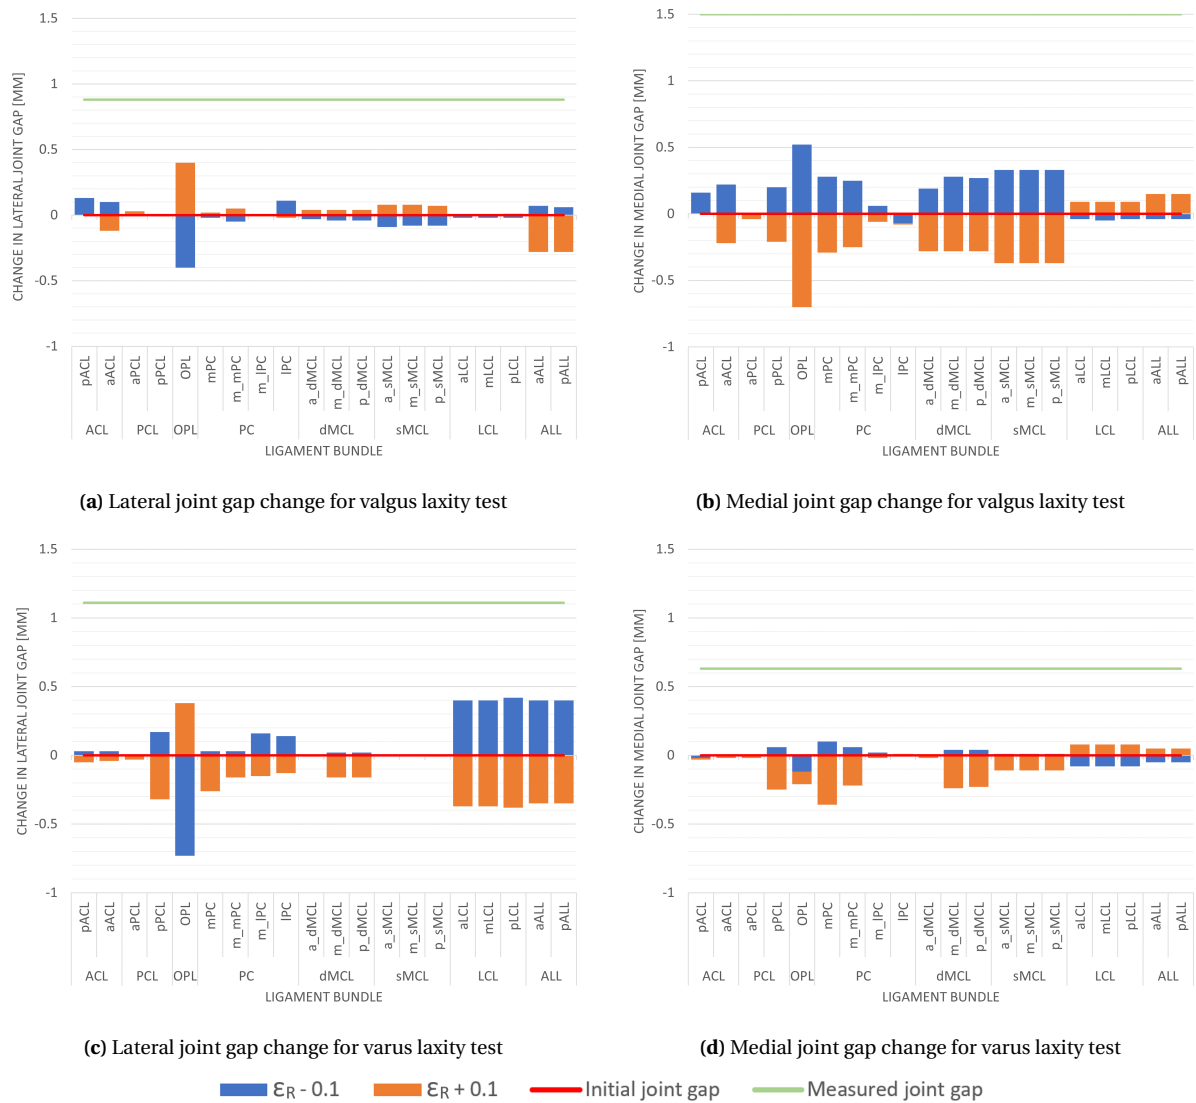 1.5
1
0.5
0
-0.5
-1
CHANGE IN LATERAL JOINT GAP [MM]
pACL aACL aPCL pPCL OPL mPC m_mPC m_lPC lPC a_dMCL m_dMCL p_dMCL a_sMCL m_sMCL p_sMCL aLCL mLCL pLCL aALL pALL
ACL PCL OPL PC dMCL sMCL LCL ALL
LIGAMENT BUNDLE
(a) Lateral joint gap change for valgus laxity test
1.5
1
0.5
0
-0.5
-1
CHANGE IN MEDIAL JOINT GAP [MM]
pACL aACL aPCL pPCL OPL mPC m_mPC m_lPC lPC a_dMCL m_dMCL p_dMCL a_sMCL m_sMCL p_sMCL aLCL mLCL pLCL aALL pALL
ACL PCL OPL PC dMCL sMCL LCL ALL
LIGAMENT BUNDLE
(b) Medial joint gap change for valgus laxity test
1.5
1
0.5
0
-0.5
-1
CHANGE IN LATERAL JOINT GAP [MM]
pACL aACL aPCL pPCL OPL mPC m_mPC m_lPC lPC a_dMCL m_dMCL p_dMCL a_sMCL m_sMCL p_sMCL aLCL mLCL pLCL aALL pALL
ACL PCL OPL PC dMCL sMCL LCL ALL
LIGAMENT BUNDLE
(c) Lateral joint gap change for varus laxity test
1.5
1
0.5
0
-0.5
-1
CHANGE IN MEDIAL JOINT GAP [MM]
pACL aACL aPCL pPCL OPL mPC m_mPC m_lPC lPC a_dMCL m_dMCL p_dMCL a_sMCL m_sMCL p_sMCL aLCL mLCL pLCL aALL pALL
ACL PCL OPL PC dMCL sMCL LCL ALL
LIGAMENT BUNDLE
(d) Medial joint gap change for varus laxity test
εR - 0.1 εR + 0.1 Initial joint gap Measured joint gap